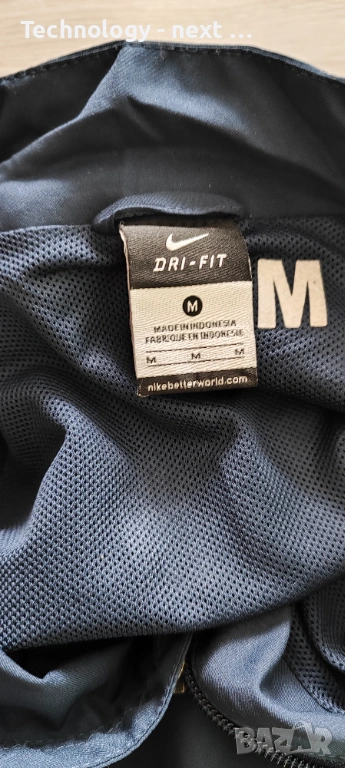 Technology - next ...
DRI-FIT
M
M
MADE IN INDONESIA
FABRIQUE EN INDONESIE
M M M
nikebetterworld.com
BAZAR